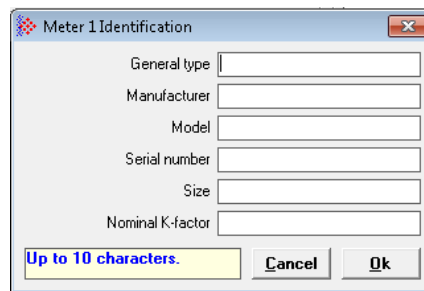 Meter 1 Identification
General type
Manufacturer
Model
Serial number
Size
Nominal K-factor
Up to 10 characters.
Cancel
Ok